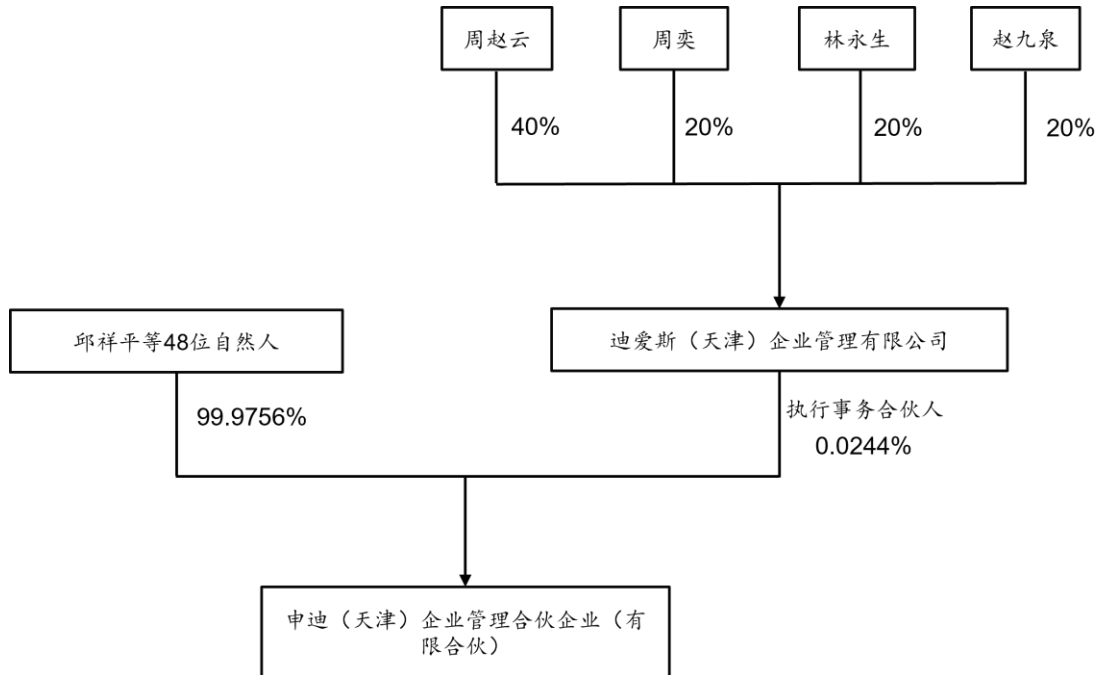 周赵云
周奕
林永生
赵九泉
40%
20%
20%
20%
邱祥平等48位自然人
迪爱斯（天津）企业管理有限公司
99.9756%
执行事务合伙人
0.0244%
申迪（天津）企业管理合伙企业（有
限合伙）